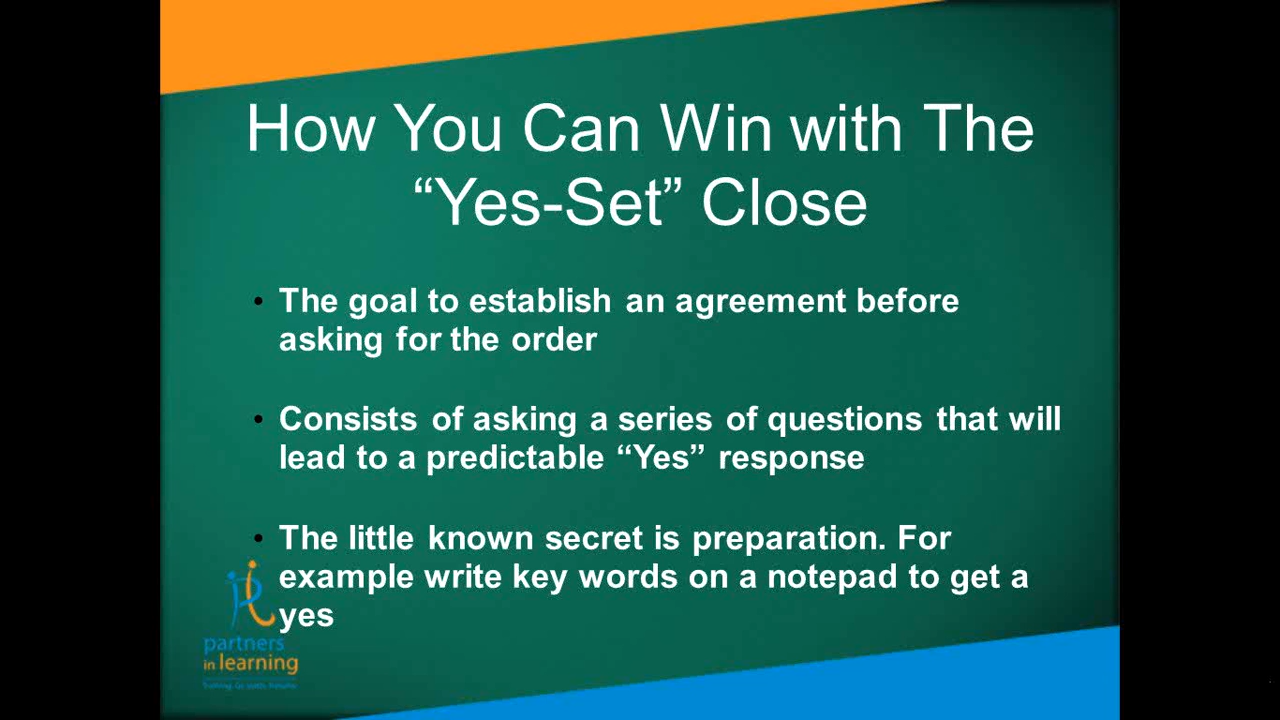 How You Can Win with The
“Yes-Set” Close
• The goal to establish an agreement before
asking for the order
• Consists of asking a series of questions that will
lead to a predictable “Yes” response
• The little known secret is preparation. For
example write key words on a notepad to get a
yes
partners
in learning